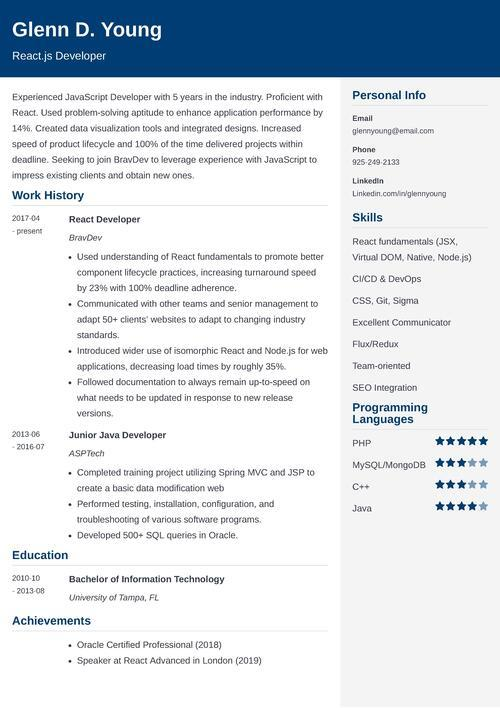 Glenn D. Young
React.js Developer
Experienced JavaScript Developer with 5 years in the industry. Proficient with
React. Used problem-solving aptitude to enhance application performance by
14%. Created data visualization tools and integrated designs. Increased
speed of product lifecycle and 100% of the time delivered projects within
deadline. Seeking to join BravDev to leverage experience with JavaScript to
impress existing clients and obtain new ones.
Work History
2017-04
- present
React Developer
BravDev
• Used understanding of React fundamentals to promote better
component lifecycle practices, increasing turnaround speed
by 23% with 100% deadline adherence.
• Communicated with other teams and senior management to
adapt 50+ clients' websites to adapt to changing industry
standards.
• Introduced wider use of isomorphic React and Node.js for web
applications, decreasing load times by roughly 35%.
• Followed documentation to always remain up-to-speed on
what needs to be updated in response to new release
versions.
2013-06
- 2016-07
Junior Java Developer
ASPTech
• Completed training project utilizing Spring MVC and JSP to
create a basic data modification web
• Performed testing, installation, configuration, and
troubleshooting of various software programs.
• Developed 500+ SQL queries in Oracle.
Education
2010-10
- 2013-08
Bachelor of Information Technology
University of Tampa, FL
Achievements
• Oracle Certified Professional (2018)
• Speaker at React Advanced in London (2019)
Personal Info
Email
glennyoung@email.com
Phone
925-249-2133
LinkedIn
Linkedin.com/in/glennyoung
Skills
React fundamentals (JSX,
Virtual DOM, Native, Node.js)
CI/CD & DevOps
CSS, Git, Sigma
Excellent Communicator
Flux/Redux
Team-oriented
SEO Integration
Programming
Languages
PHP
MySQL/MongoDB
C++
Java